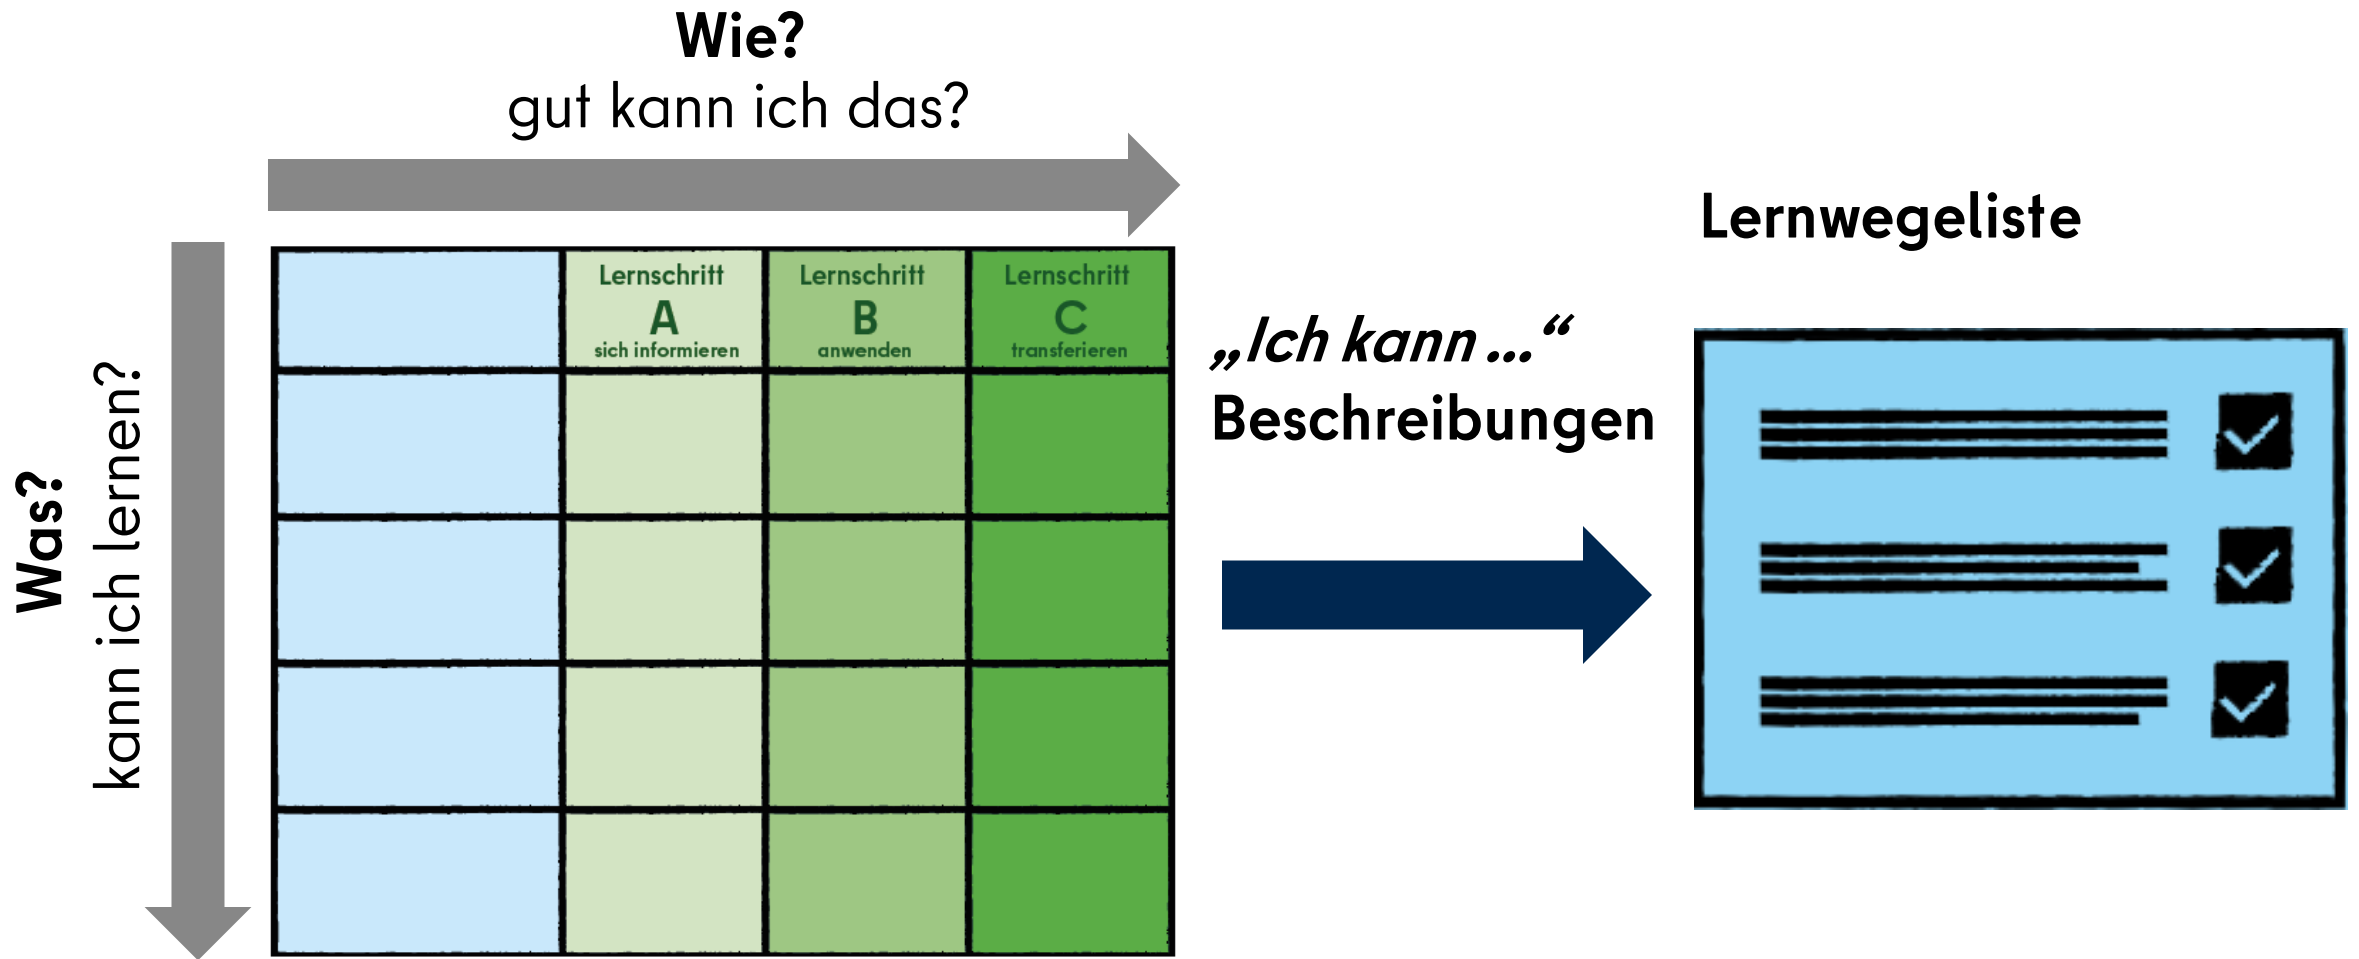 Wie?
gut kann ich das?
Was?
kann ich lernen?
Lernschritt
A
sich informieren
Lernschritt
B
anwenden
Lernschritt
C
transferieren
„Ich kann ...“
Beschreibungen
Lernwegeliste